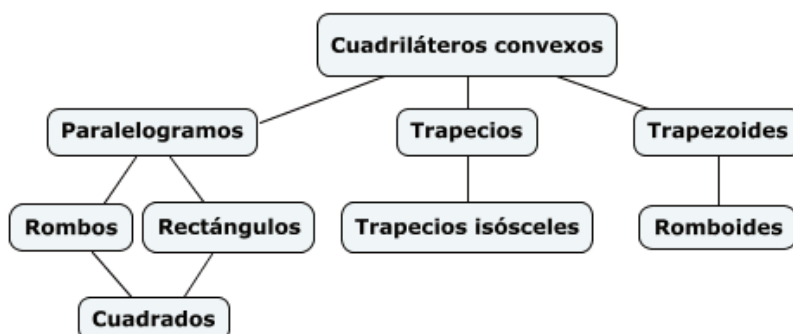 Cuadriláteros convexos
Paralelogramos
Trapecios
Trapezoides
Rombos
Rectángulos
Trapecios isósceles
Romboides
Cuadrados